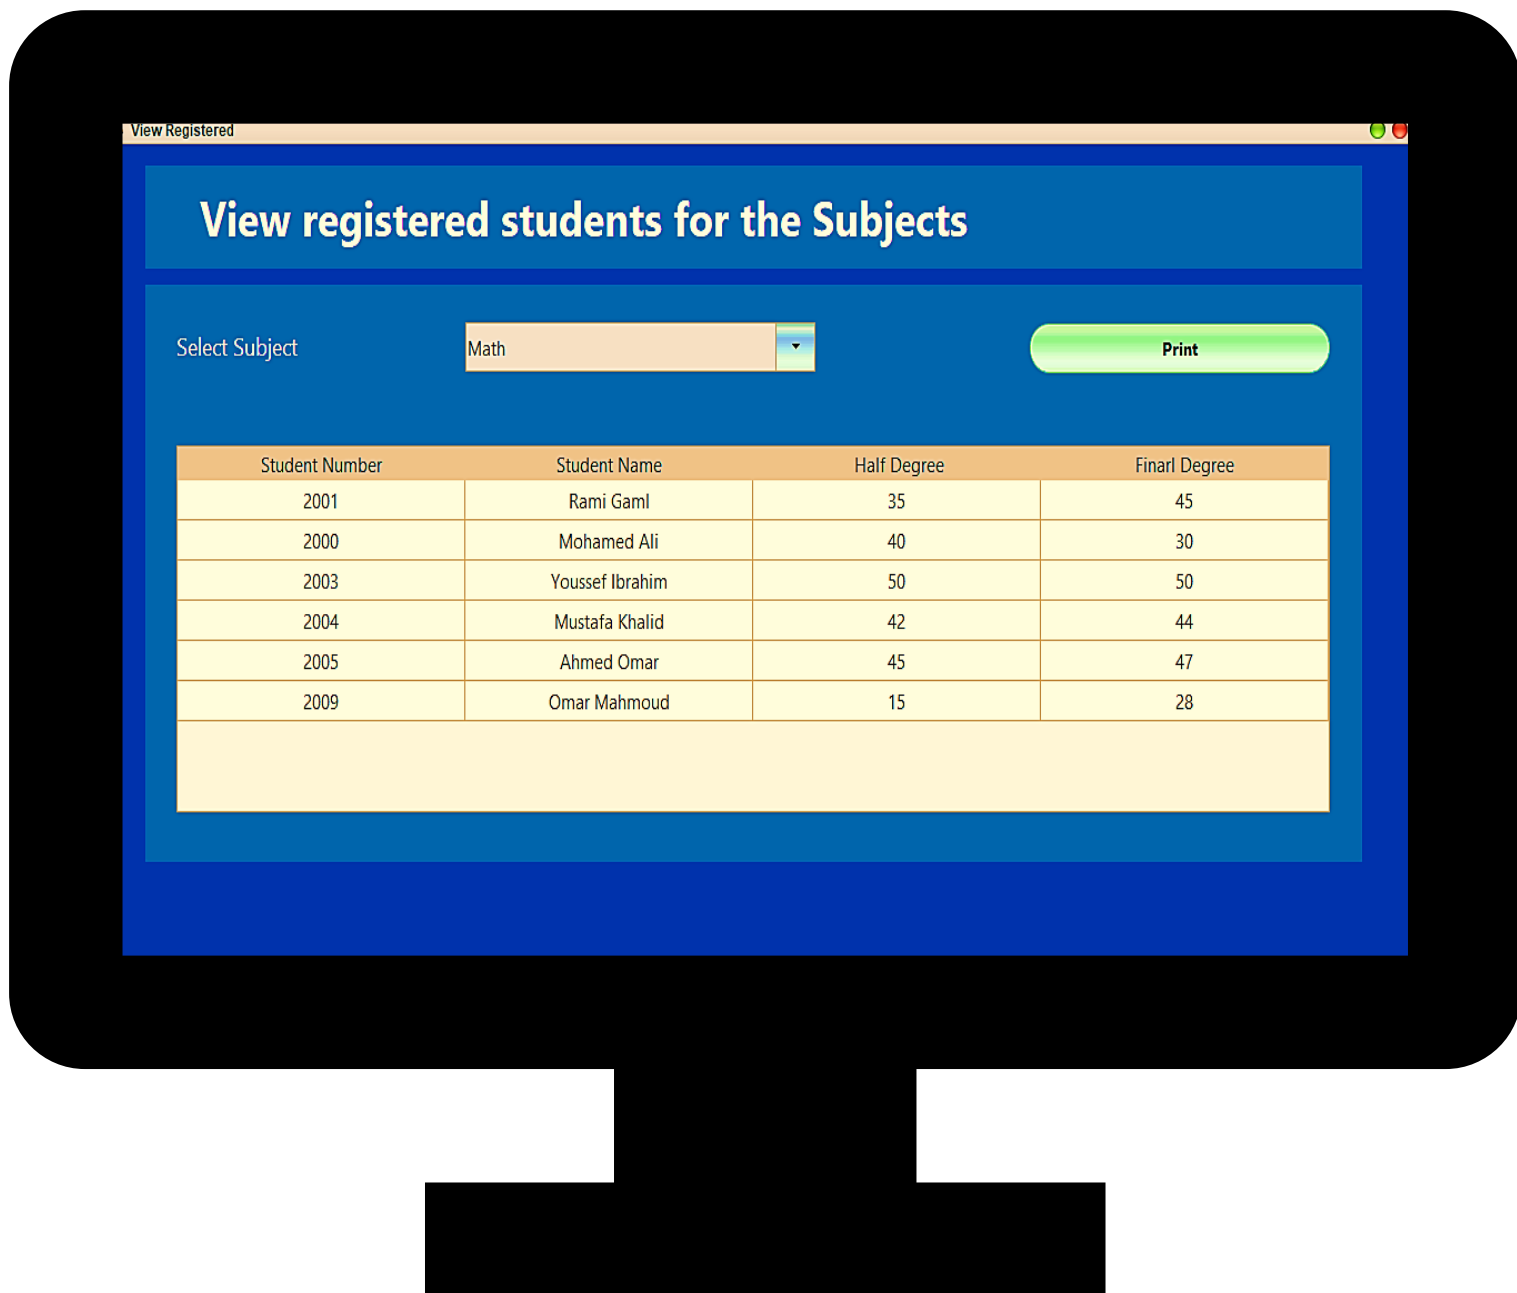 View Registered
View registered students for the Subjects
Select Subject Math Print
Student Number Student Name Half Degree Finarl Degree
2001 Rami Gaml 35 45
2000 Mohamed Ali 40 30
2003 Youssef Ibrahim 50 50
2004 Mustafa Khalid 42 44
2005 Ahmed Omar 45 47
2009 Omar Mahmoud 15 28